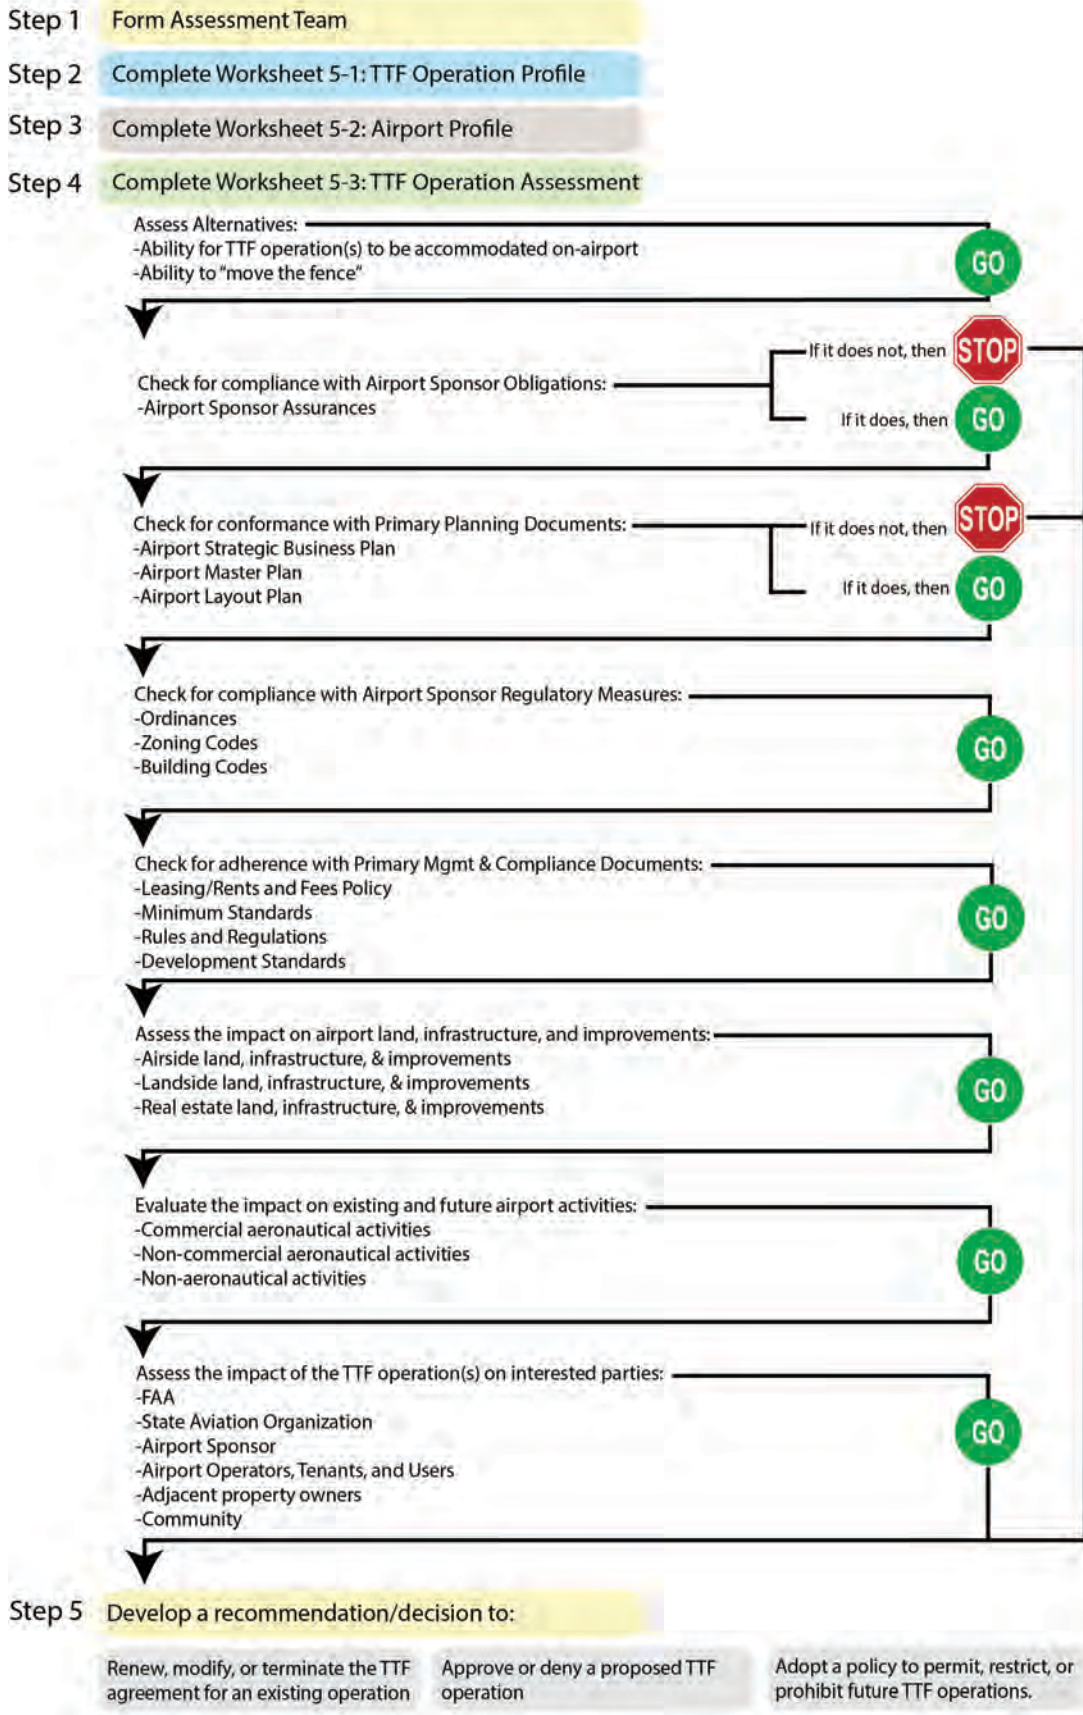 Step 1 Form Assessment Team
Step 2 Complete Worksheet 5-1: TTF Operation Profile
Step 3 Complete Worksheet 5-2: Airport Profile
Step 4 Complete Worksheet 5-3: TTF Operation Assessment
Assess Alternatives:
-Ability for TTF operation(s) to be accommodated on-airport
-Ability to "move the fence"
GO
If it does not, then STOP
Check for compliance with Airport Sponsor Obligations:
-Airport Sponsor Assurances
If it does, then GO
Check for conformance with Primary Planning Documents:
-Airport Strategic Business Plan
-Airport Master Plan
-Airport Layout Plan
If it does not, then STOP
If it does, then GO
Check for compliance with Airport Sponsor Regulatory Measures:
-Ordinances
-Zoning Codes
-Building Codes
GO
Check for adherence with Primary Mgmt & Compliance Documents:
-Leasing/Rents and Fees Policy
-Minimum Standards
-Rules and Regulations
-Development Standards
GO
Assess the impact on airport land, infrastructure, and improvements:
-Airside land, infrastructure, & improvements
-Landside land, infrastructure, & improvements
-Real estate land, infrastructure, & improvements
GO
Evaluate the impact on existing and future airport activities:
-Commercial aeronautical activities
-Non-commercial aeronautical activities
-Non-aeronautical activities
GO
Assess the impact of the TTF operation(s) on interested parties:
-FAA
-State Aviation Organization
-Airport Sponsor
-Airport Operators, Tenants, and Users
-Adjacent property owners
-Community
GO
Step 5 Develop a recommendation/decision to:
Renew, modify, or terminate the TTF
agreement for an existing operation
Approve or deny a proposed TTF
operation
Adopt a policy to permit, restrict, or
prohibit future TTF operations.